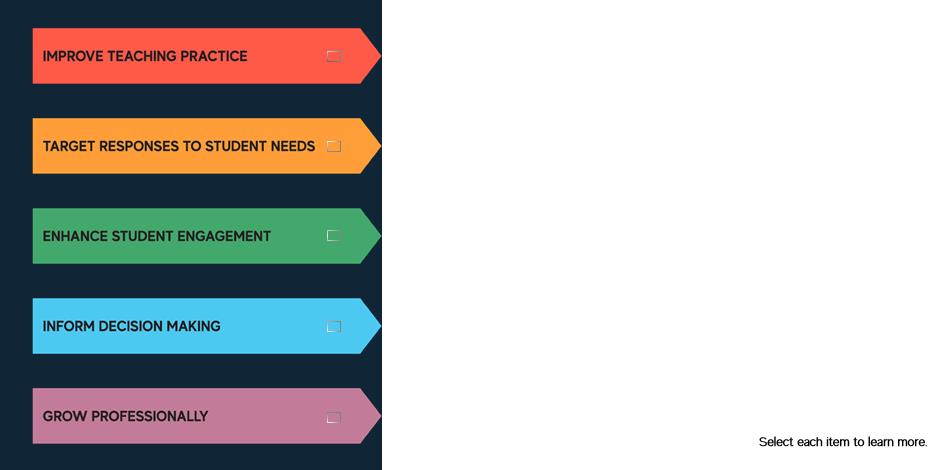 IMPROVE TEACHING PRACTICE
TARGET RESPONSES TO STUDENT NEEDS
ENHANCE STUDENT ENGAGEMENT
INFORM DECISION MAKING
GROW PROFESSIONALLY
Select each item to learn more.